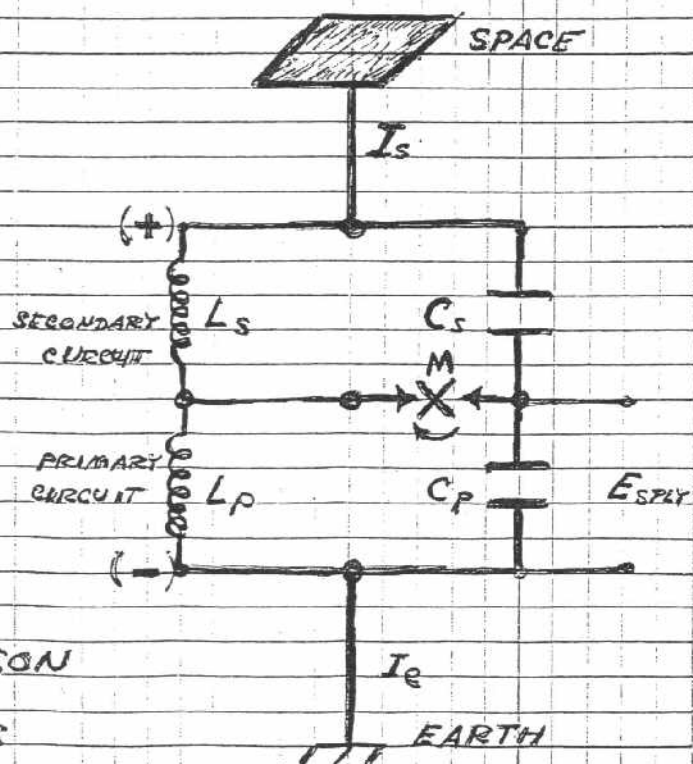 SPACE
Is
(+)
Ls
Cs
SECONDARY
CIRCUIT
M
PRIMARY
CIRCUIT
Lp
Cp
ESPLY
(-)
Ie
EARTH